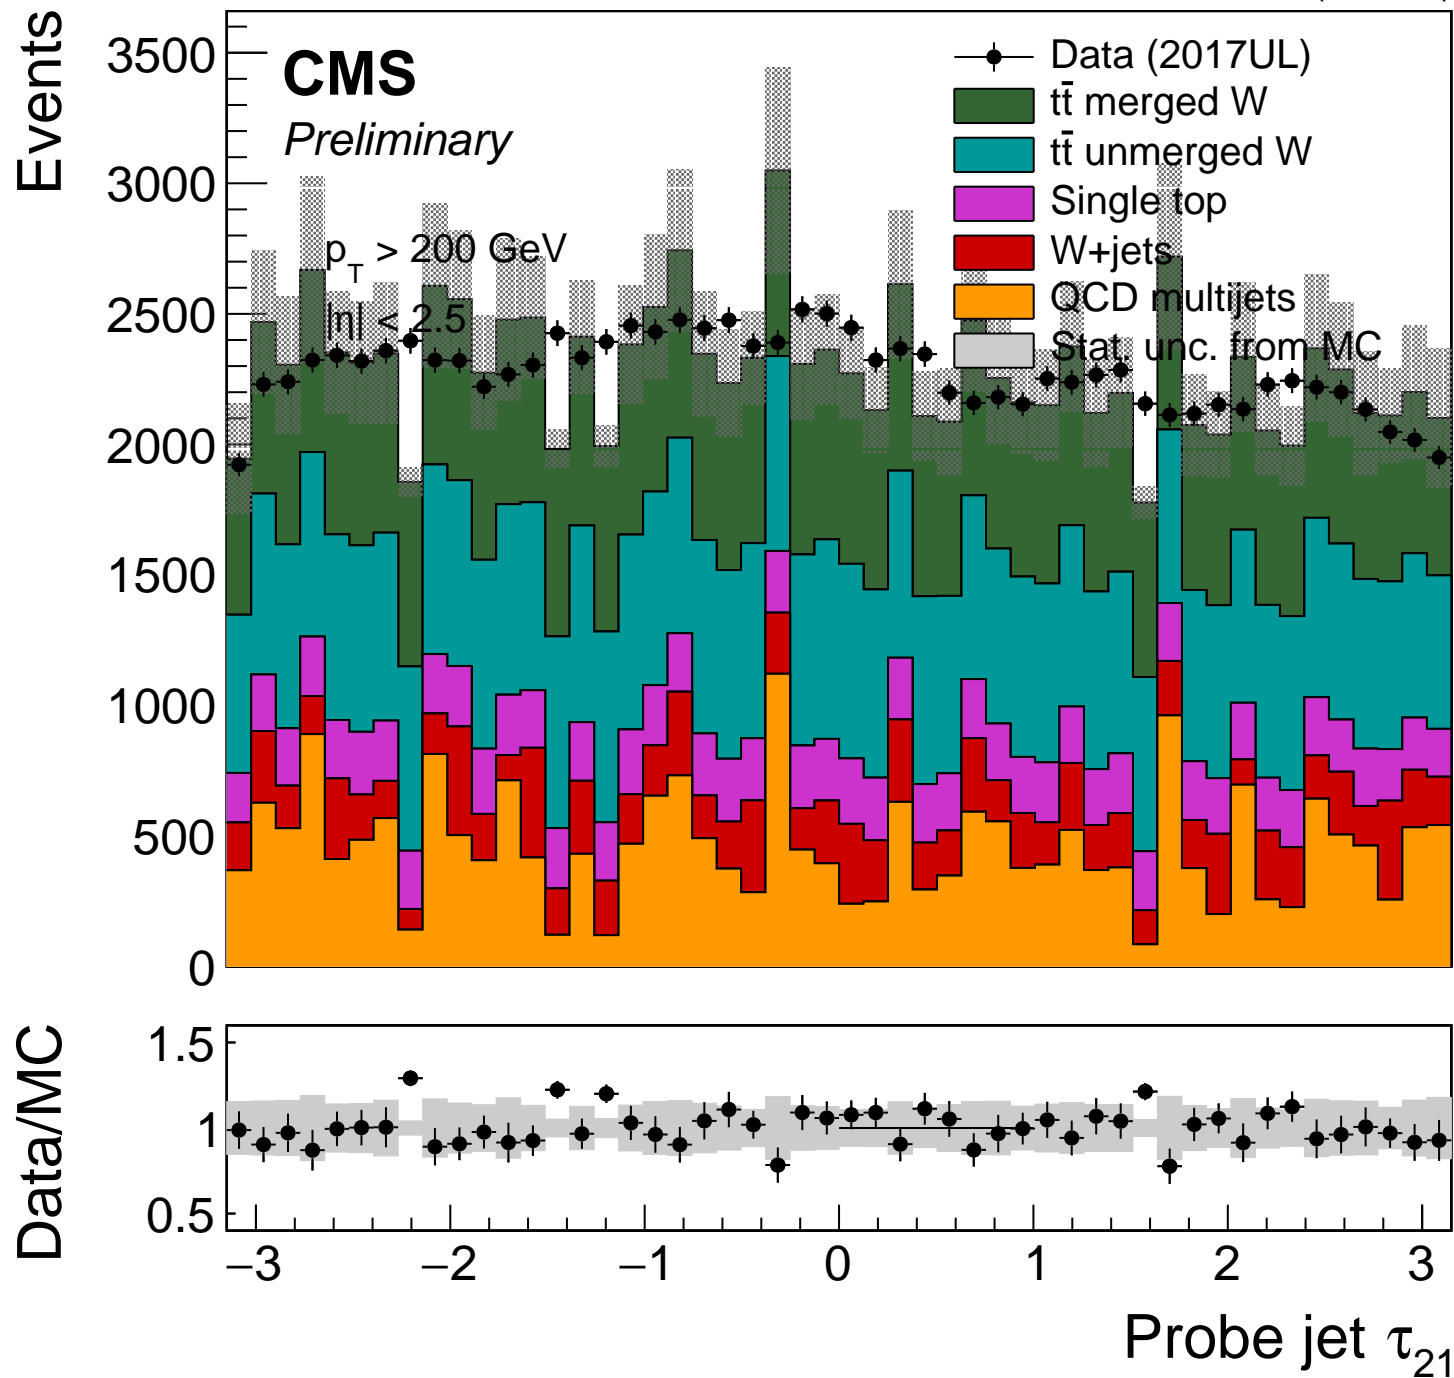 Events
3500
3000
2500
2000
1500
1000
500
0
CMS
Preliminary
p_T > 200 GeV
|η| < 2.5
Data (2017UL)
tt̄ merged W
tt̄ unmerged W
Single top
W+jets
QCD multijets
Stat. unc. from MC
Data/MC
1.5
1
0.5
−3 −2 −1 0 1 2 3
Probe jet τ₂₁